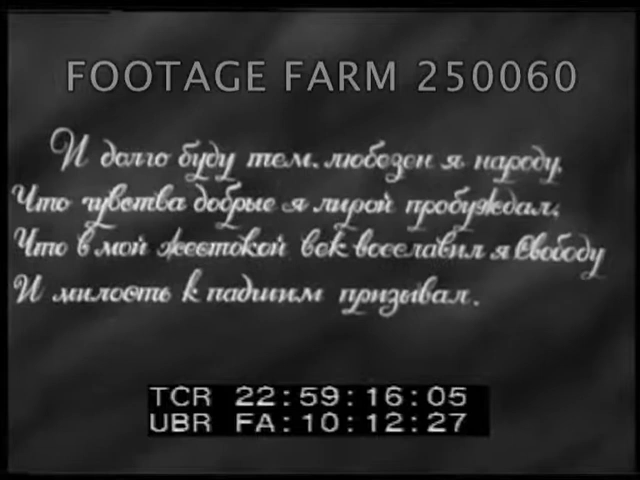 FOOTAGE FARM 250060
И долго буду тем. любезен я народу,
Что чувства добрые я лирой пробуждал,
Что в мой жестокой век восславил я Свободу
И милость к падшим призывал.
TCR 22:59:16:05
UBR FA:10:12:27